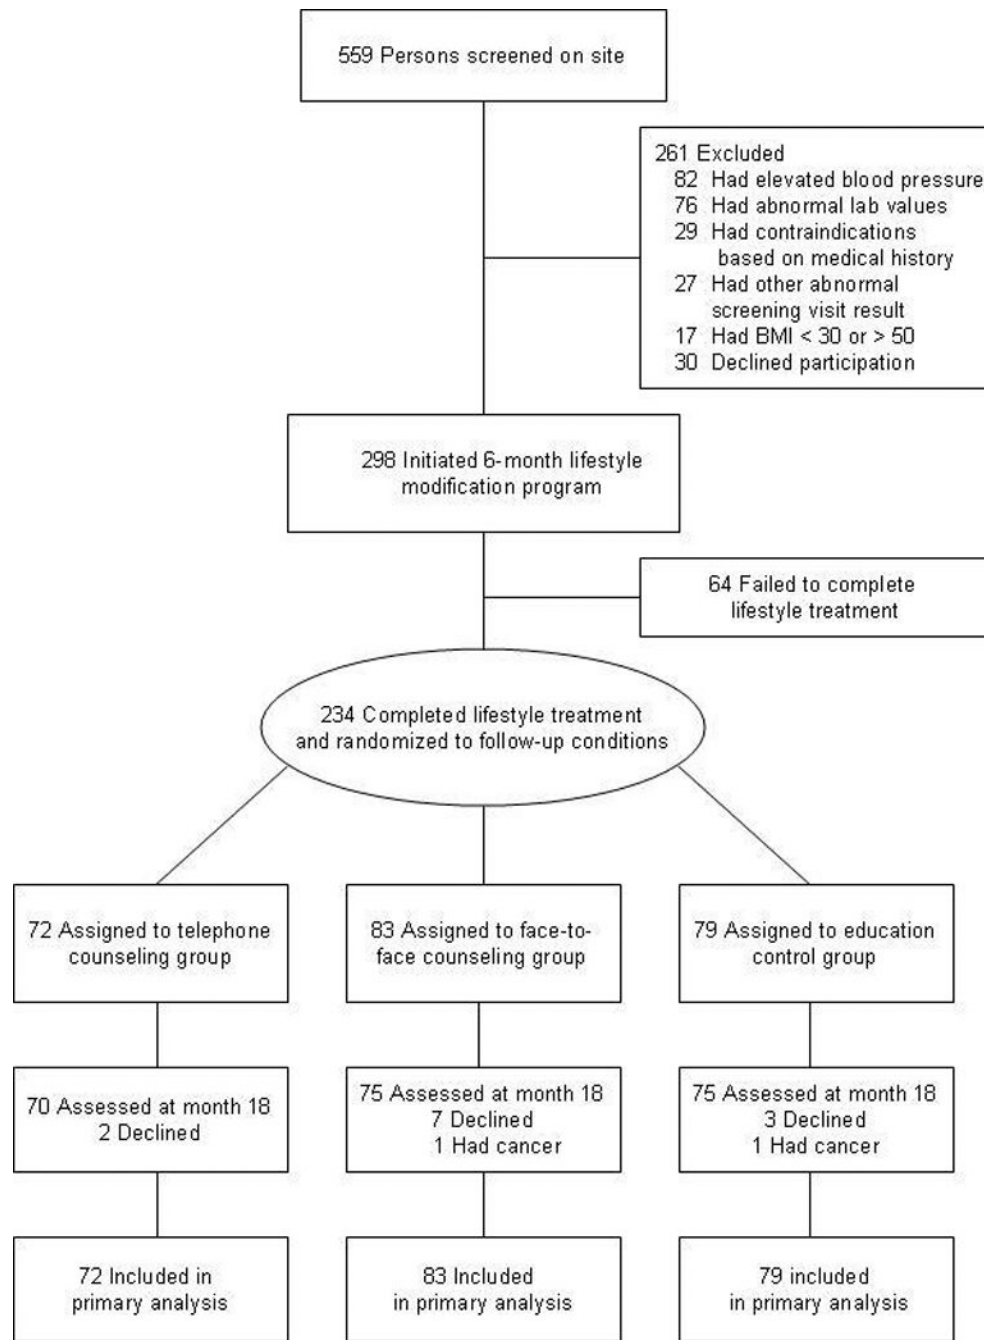 559 Persons screened on site
261 Excluded
82 Had elevated blood pressure
76 Had abnormal lab values
29 Had contraindications
based on medical history
27 Had other abnormal
screening visit result
17 Had BMI < 30 or > 50
30 Declined participation
298 Initiated 6-month lifestyle
modification program
64 Failed to complete
lifestyle treatment
234 Completed lifestyle treatment
and randomized to follow-up conditions
72 Assigned to telephone
counseling group
83 Assigned to face-to-
face counseling group
79 Assigned to education
control group
70 Assessed at month 18
2 Declined
75 Assessed at month 18
7 Declined
1 Had cancer
75 Assessed at month 18
3 Declined
1 Had cancer
72 Included in
primary analysis
83 Included
in primary analysis
79 included
in primary analysis